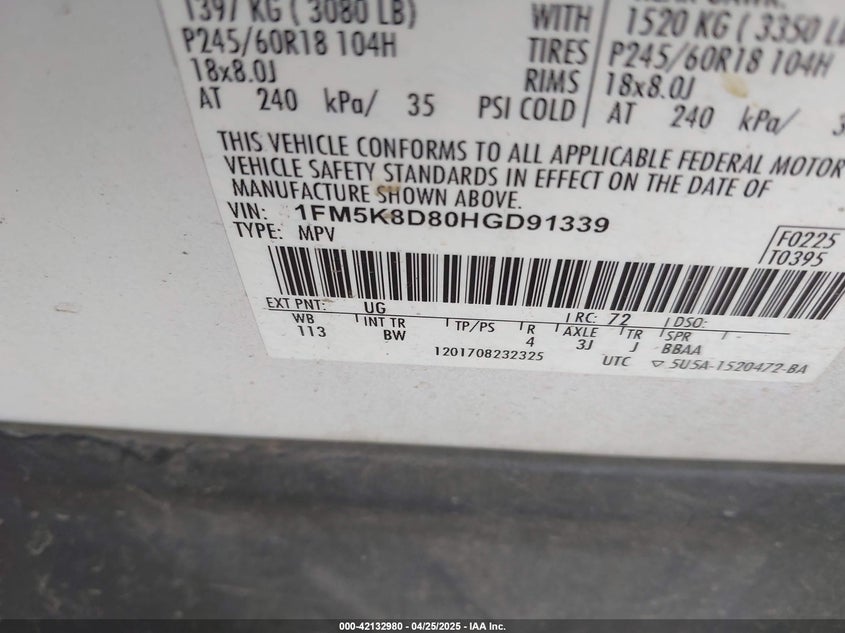 1397 KG ( 3080 LB) WITH 1520 KG ( 3350 L
P245/60R18 104H TIRES P245/60R18 104H
18x8.0J RIMS 18x8.0J
AT 240 kPa/ 35 PSI COLD AT 240 kPa/ 3
THIS VEHICLE CONFORMS TO ALL APPLICABLE FEDERAL MOTOR
VEHICLE SAFETY STANDARDS IN EFFECT ON THE DATE OF
MANUFACTURE SHOWN ABOVE.
VIN: 1FM5K8D80HGD91339
TYPE: MPV
F0225
T0395
EXT PNT: UG RC: 72 DSO:
WB INT TR TP/PS R AXLE TR SPR
113 BW 4 3J J BBAA
1201708232325 UTC ▽ 5U5A-1520472-BA
000-42132980 - 04/25/2025 - IAA Inc.